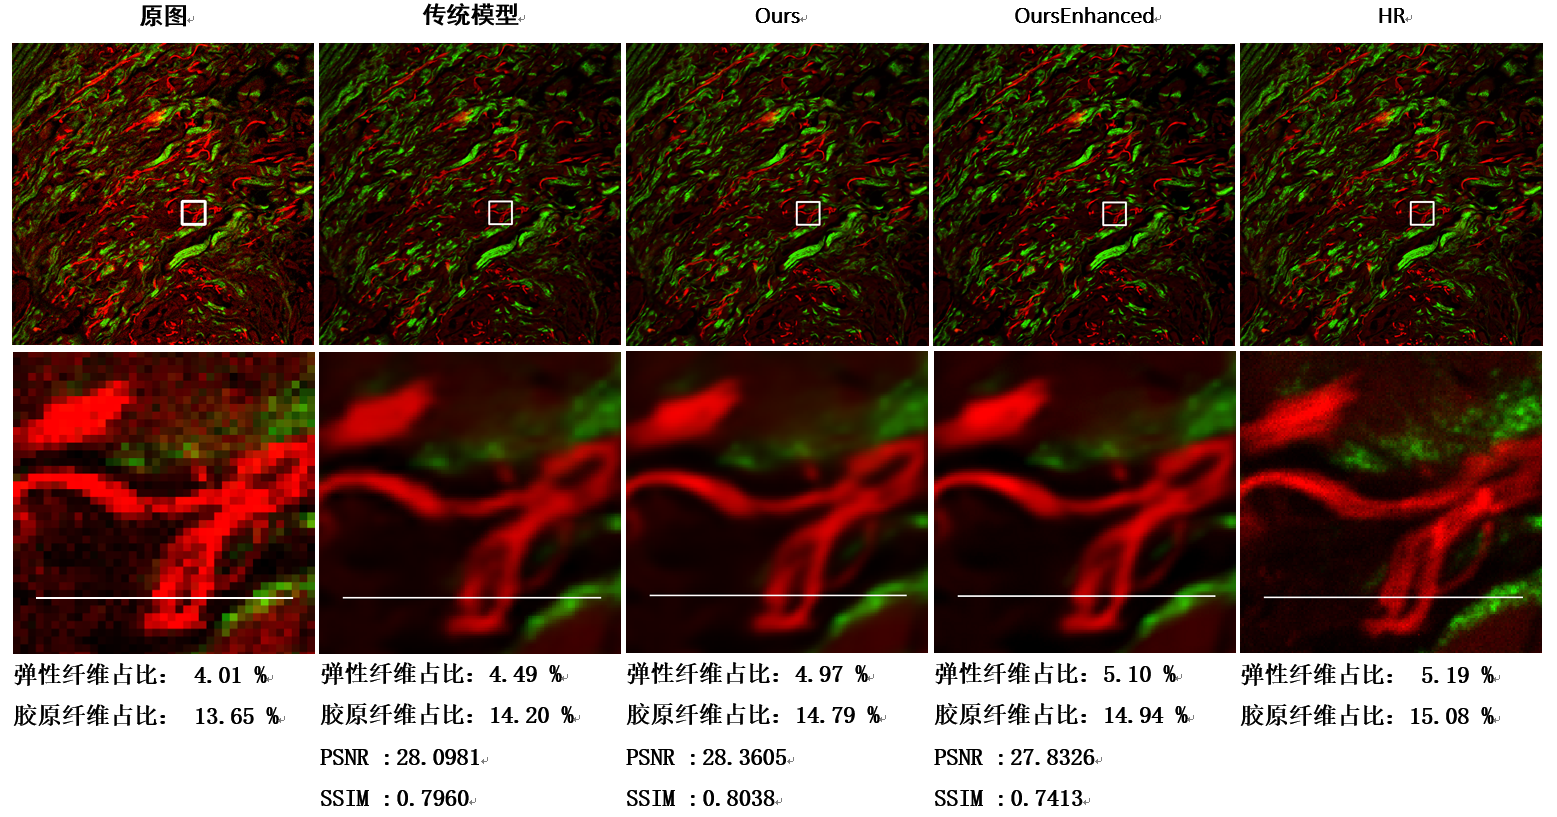 原图 传统模型 Ours OursEnhanced HR
弹性纤维占比： 4.01 % 弹性纤维占比：4.49 % 弹性纤维占比：4.97 % 弹性纤维占比：5.10 % 弹性纤维占比： 5.19 %
胶原纤维占比： 13.65 % 胶原纤维占比：14.20 % 胶原纤维占比：14.79 % 胶原纤维占比：14.94 % 胶原纤维占比：15.08 %
PSNR :28.0981 PSNR :28.3605 PSNR :27.8326
SSIM :0.7960 SSIM :0.8038 SSIM :0.7413